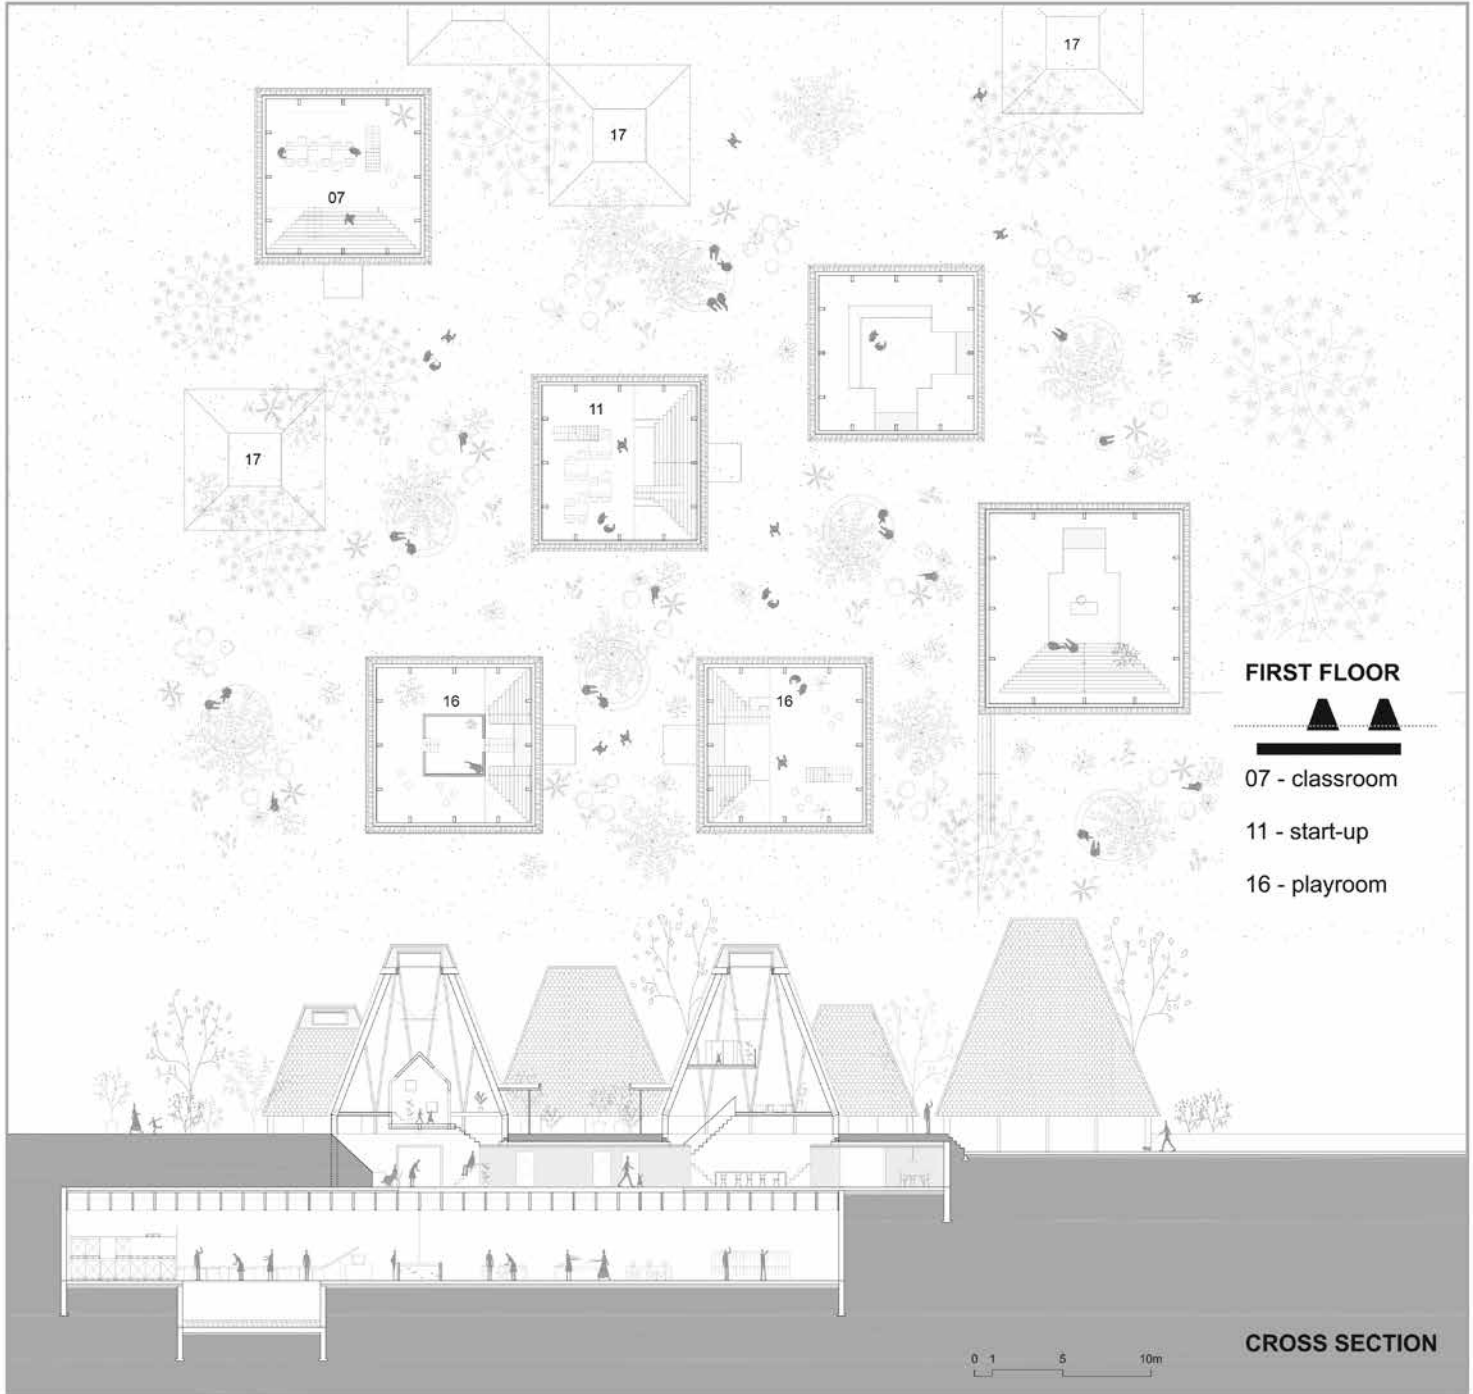 17
17
07
11
17
16
16
FIRST FLOOR
07 - classroom
11 - start-up
16 - playroom
0 1 5 10m
CROSS SECTION